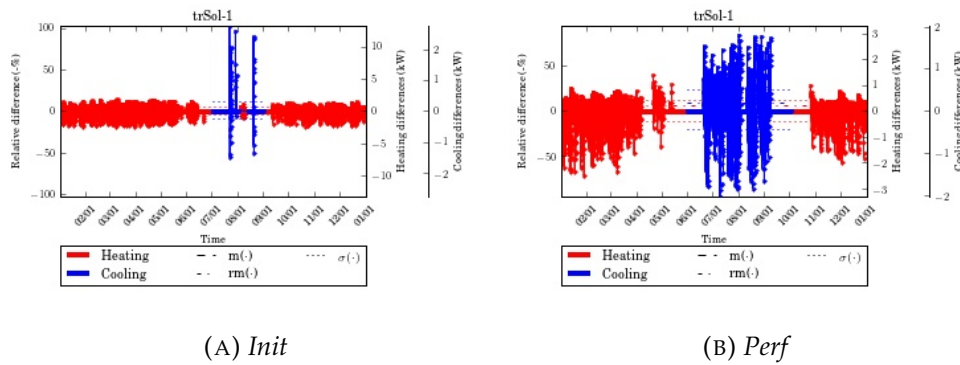 trSol-1
Relative difference(-%)
100
50
0
−50
−100
10
5
0
−5
−10
Heating differences(kW)
2
1
0
−1
−2
Cooling differences(kW)
02/01 03/01 04/01 05/01 06/01 07/01 08/01 09/01 10/01 11/01 12/01 01/01
Time
Heating m(·) σ(·)
Cooling rm(·)
(A) Init
trSol-1
Relative difference(-%)
50
0
−50
3
2
1
0
−1
−2
−3
Heating differences(kW)
2
1
0
−1
−2
Cooling differences(kW)
02/01 03/01 04/01 05/01 06/01 07/01 08/01 09/01 10/01 11/01 12/01 01/01
Time
Heating m(·) σ(·)
Cooling rm(·)
(B) Perf